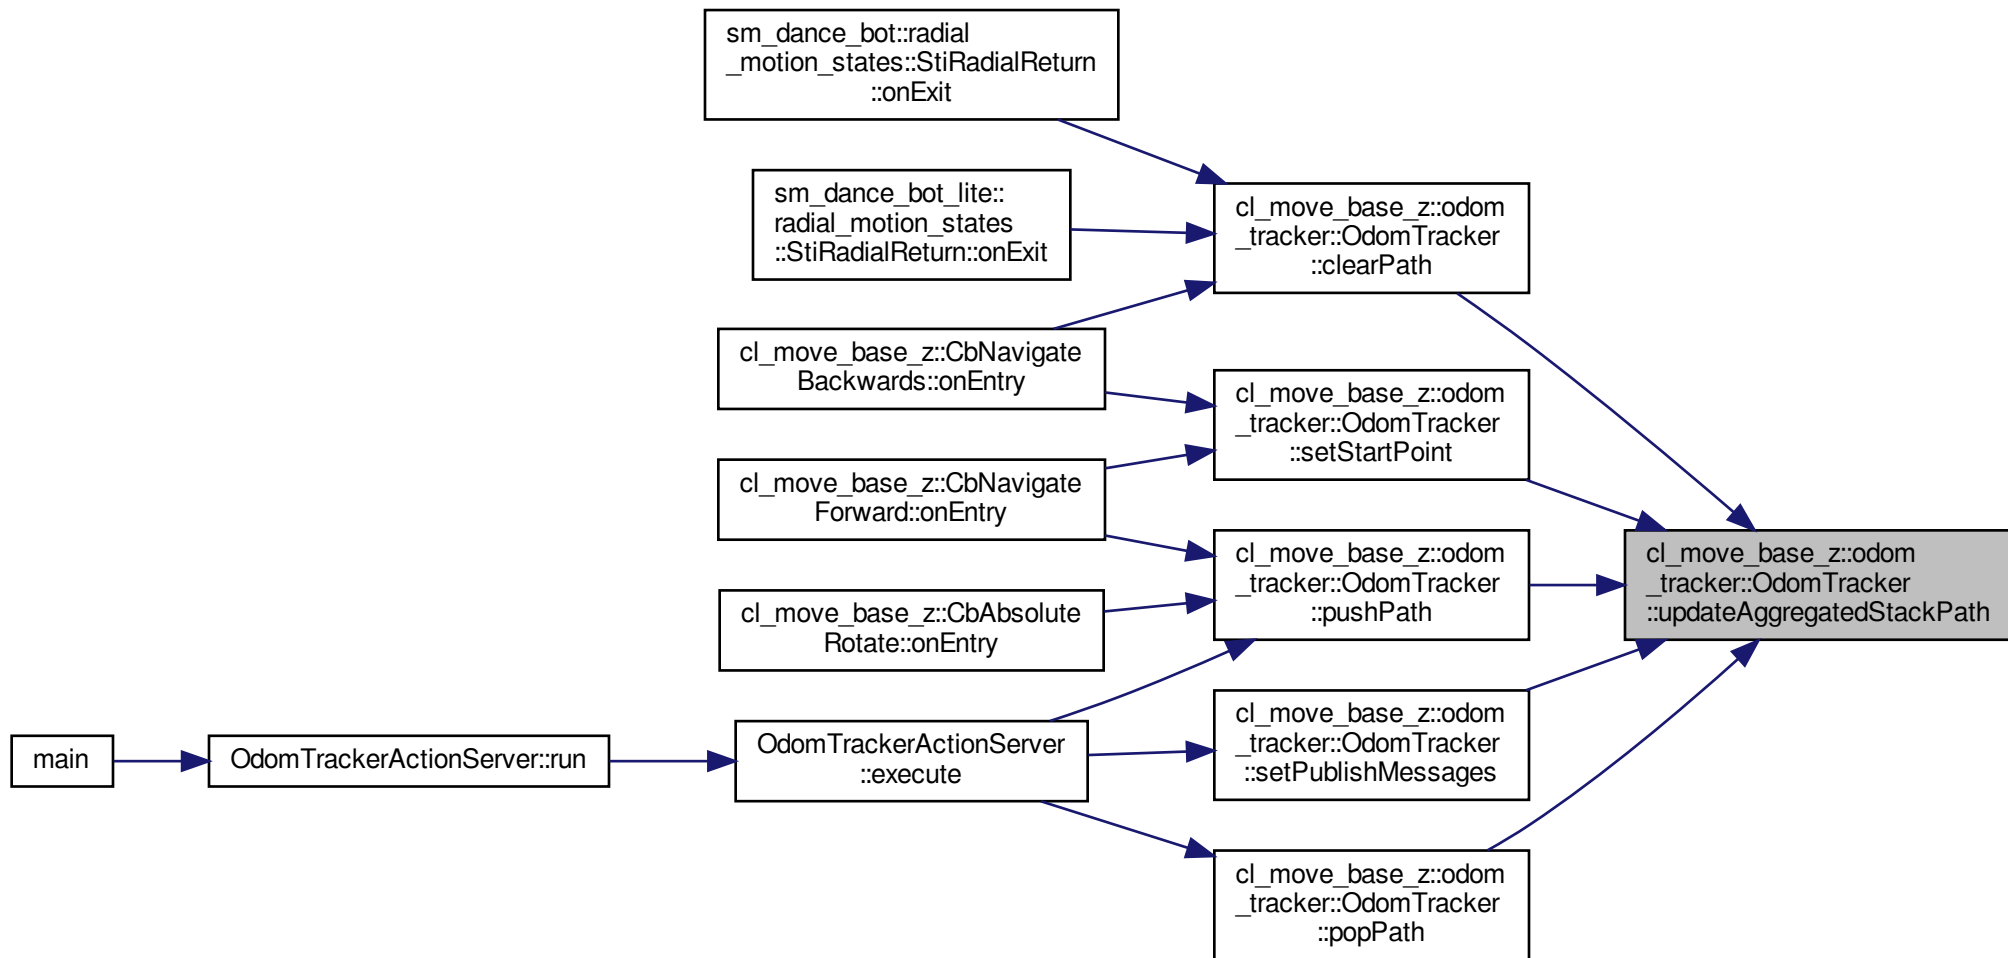 sm_dance_bot::radial
_motion_states::StiRadialReturn
::onExit
sm_dance_bot_lite::
radial_motion_states
::StiRadialReturn::onExit
cl_move_base_z::odom
_tracker::OdomTracker
::clearPath
cl_move_base_z::CbNavigate
Backwards::onEntry
cl_move_base_z::odom
_tracker::OdomTracker
::setStartPoint
cl_move_base_z::CbNavigate
Forward::onEntry
cl_move_base_z::odom
_tracker::OdomTracker
::pushPath
cl_move_base_z::odom
_tracker::OdomTracker
::updateAggregatedStackPath
cl_move_base_z::CbAbsolute
Rotate::onEntry
cl_move_base_z::odom
_tracker::OdomTracker
::setPublishMessages
main
OdomTrackerActionServer::run
OdomTrackerActionServer
::execute
cl_move_base_z::odom
_tracker::OdomTracker
::popPath